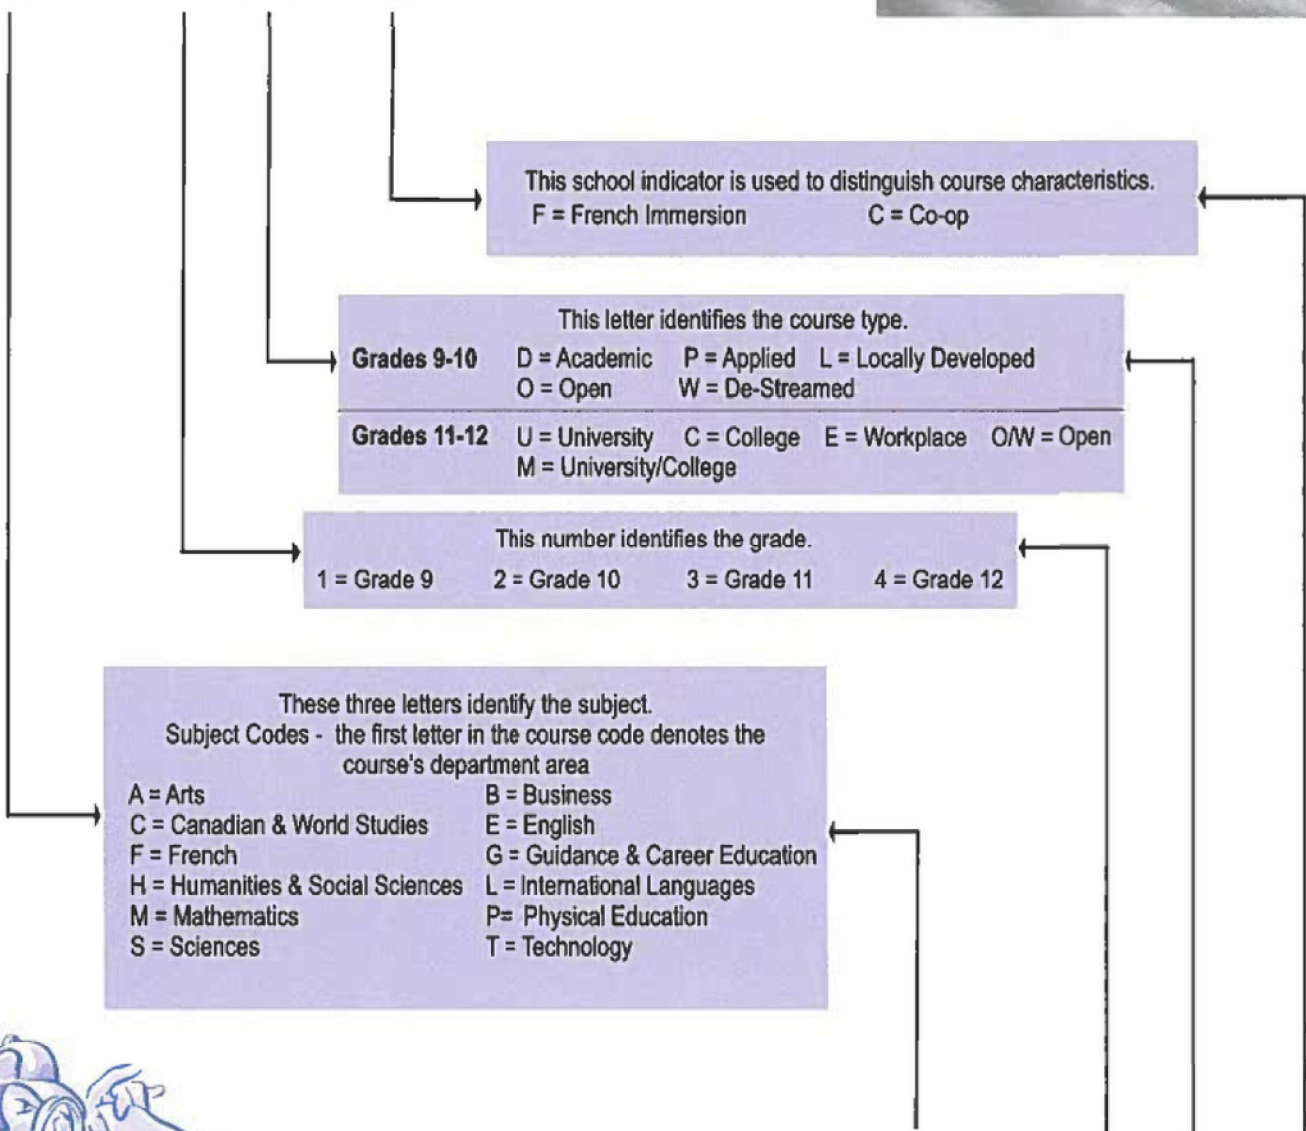 This school indicator is used to distinguish course characteristics.
F = French Immersion C = Co-op
This letter identifies the course type.
Grades 9-10 D = Academic P = Applied L = Locally Developed
O = Open W = De-Streamed
Grades 11-12 U = University C = College E = Workplace O/W = Open
M = University/College
This number identifies the grade.
1 = Grade 9 2 = Grade 10 3 = Grade 11 4 = Grade 12
These three letters identify the subject.
Subject Codes - the first letter in the course code denotes the
course's department area
A = Arts B = Business
C = Canadian & World Studies E = English
F = French G = Guidance & Career Education
H = Humanities & Social Sciences L = International Languages
M = Mathematics P= Physical Education
S = Sciences T = Technology